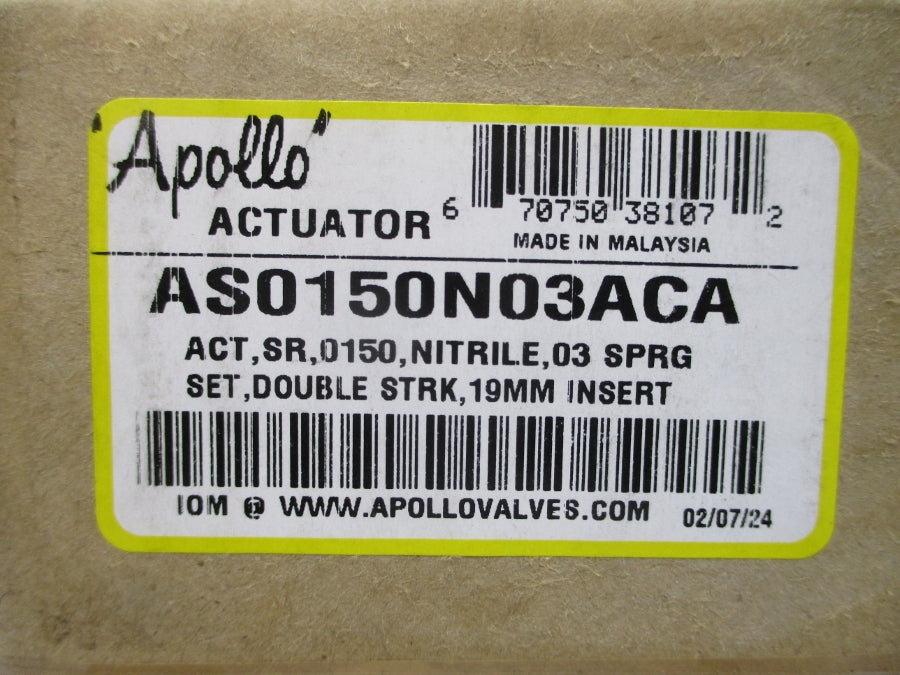 "Apollo"
ACTUATOR
6 70750 38107 2
MADE IN MALAYSIA
AS0150N03ACA
ACT,SR,0150,NITRILE,03 SPRG
SET,DOUBLE STRK,19MM INSERT
IOM @ WWW.APOLLOVALVES.COM 02/07/24